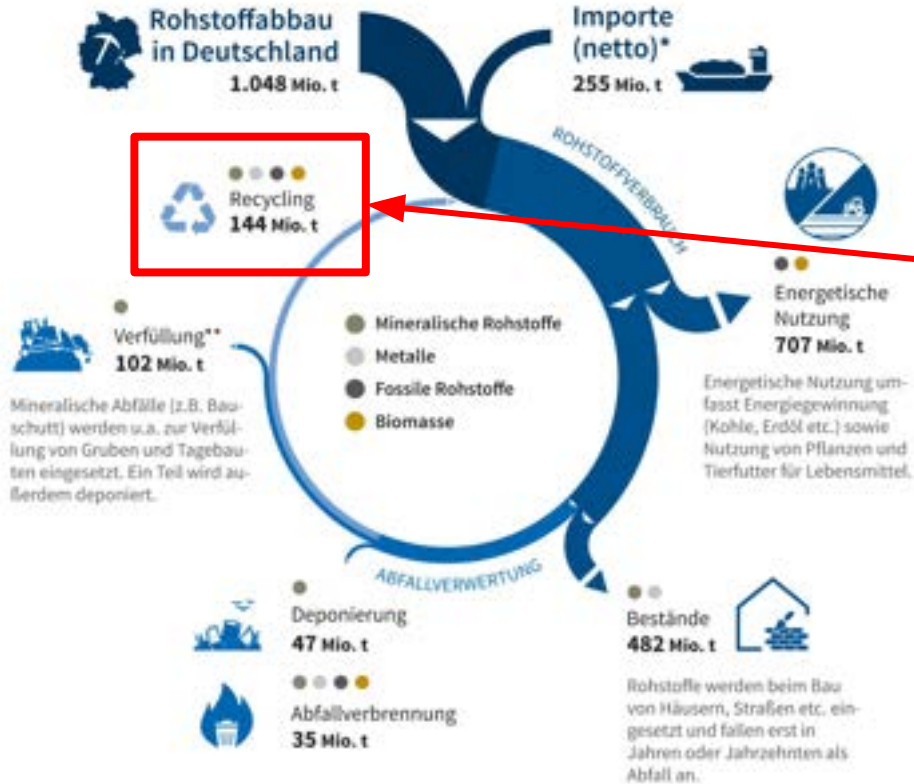 Rohstoffabbau
in Deutschland
1.048 Mio. t
Importe
(netto)*
255 Mio. t
ROHSTOFFVERBRAUCH
Recycling
144 Mio. t
Energetische
Nutzung
707 Mio. t
Energetische Nutzung um-
fasst Energiegewinnung
(Kohle, Erdöl etc.) sowie
Nutzung von Pflanzen und
Tierfutter für Lebensmittel.
Verfüllung**
102 Mio. t
Mineralische Abfälle (z.B. Bau-
schutt) werden u.a. zur Verfül-
lung von Gruben und Tagebau-
ten eingesetzt. Ein Teil wird au-
ßerdem deponiert.
Mineralische Rohstoffe
Metalle
Fossile Rohstoffe
Biomasse
ABFALLVERWERTUNG
Deponierung
47 Mio. t
Abfallverbrennung
35 Mio. t
Bestände
482 Mio. t
Rohstoffe werden beim Bau
von Häusern, Straßen etc. ein-
gesetzt und fallen erst in
Jahren oder Jahrzehnten als
Abfall an.